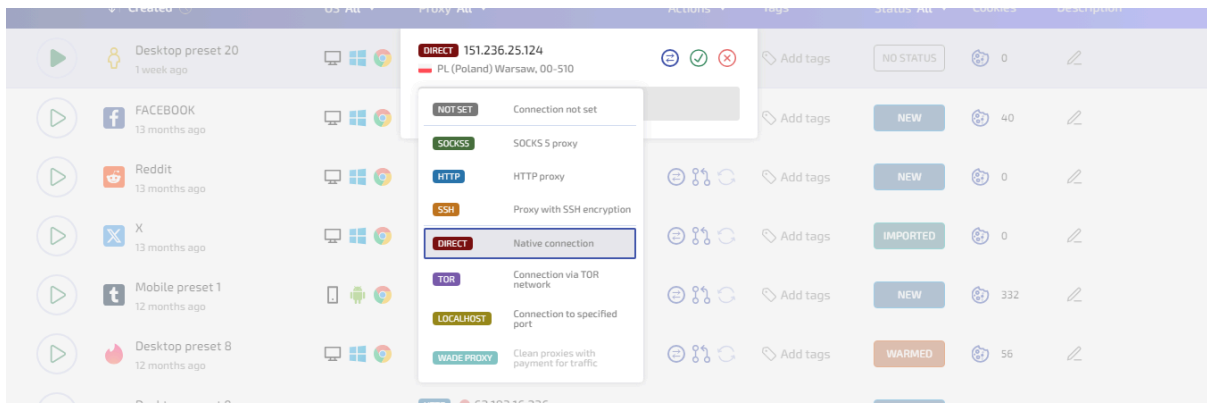 Created
OS All
Proxy All
Actions
Tags
Status All
Cookies
Description
Desktop preset 20
1 week ago
DIRECT 151.236.25.124
PL (Poland) Warsaw, 00-510
Add tags
NO STATUS
0
FACEBOOK
13 months ago
NOT SET Connection not set
Add tags
NEW
40
SOCKS5 SOCKS 5 proxy
Reddit
13 months ago
HTTP HTTP proxy
Add tags
NEW
0
SSH Proxy with SSH encryption
X
13 months ago
DIRECT Native connection
Add tags
IMPORTED
0
TOR Connection via TOR
network
Mobile preset 1
12 months ago
Add tags
NEW
332
LOCALHOST Connection to specified
port
Desktop preset 8
12 months ago
WADE PROXY Clean proxies with
payment for traffic
Add tags
WARMED
56